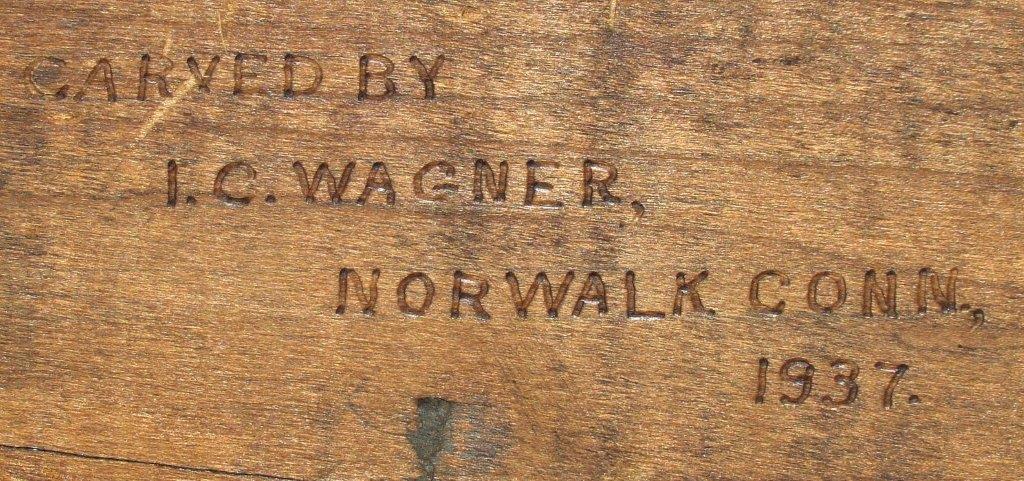 CARVED BY
I.C. WAGNER,
NORWALK CONN.,
1937.